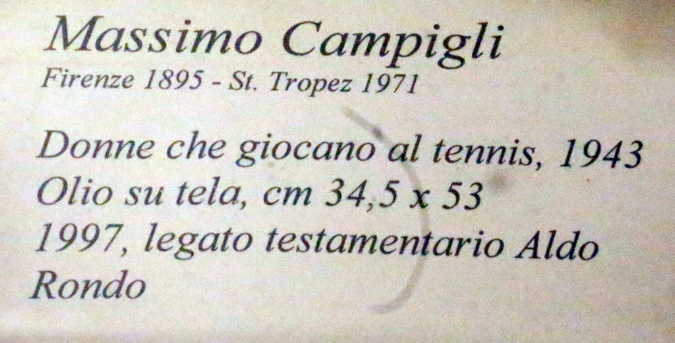 Massimo Campigli
Firenze 1895 - St. Tropez 1971
Donne che giocano al tennis, 1943
Olio su tela, cm 34,5 x 53
1997, legato testamentario Aldo
Rondo